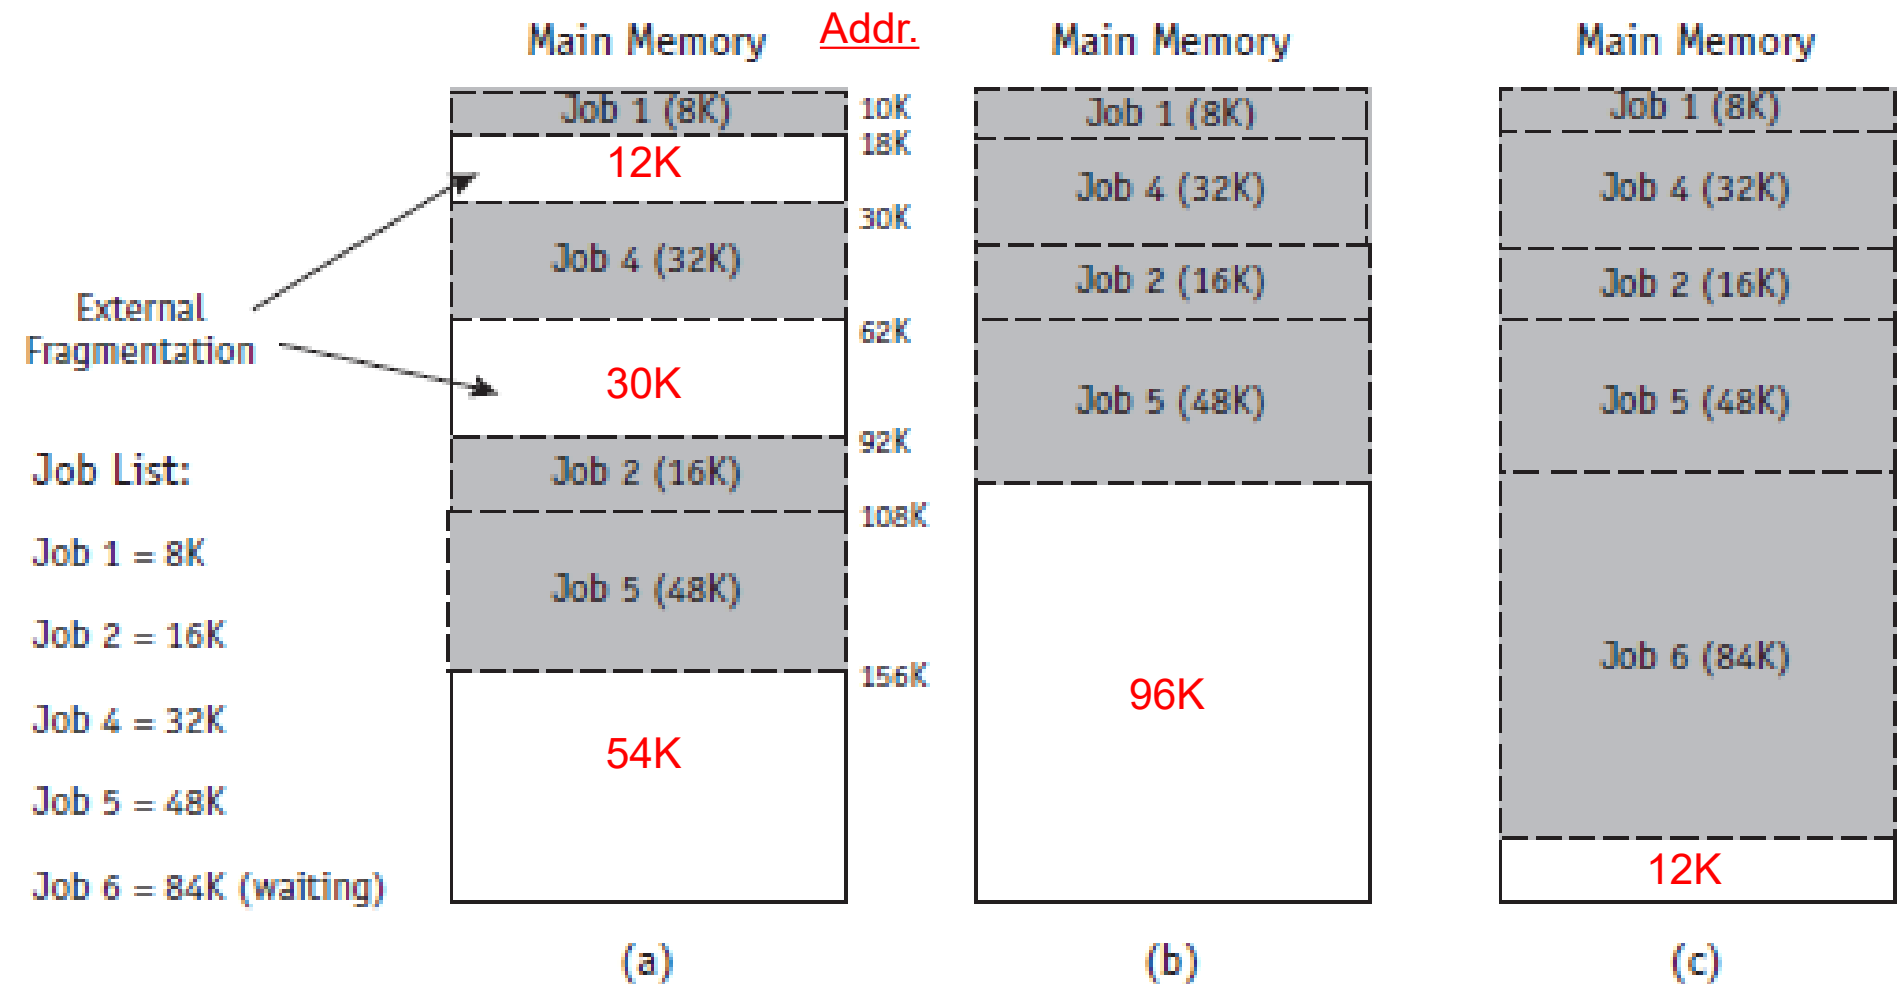 Main Memory
Addr.
Job 1 (8K)
10K
18K
12K
30K
Job 4 (32K)
62K
30K
92K
Job 2 (16K)
108K
Job 5 (48K)
156K
54K
(a)
External
Fragmentation
Job List:
Job 1 = 8K
Job 2 = 16K
Job 4 = 32K
Job 5 = 48K
Job 6 = 84K (waiting)
Main Memory
Job 1 (8K)
Job 4 (32K)
Job 2 (16K)
Job 5 (48K)
96K
(b)
Main Memory
Job 1 (8K)
Job 4 (32K)
Job 2 (16K)
Job 5 (48K)
Job 6 (84K)
12K
(c)